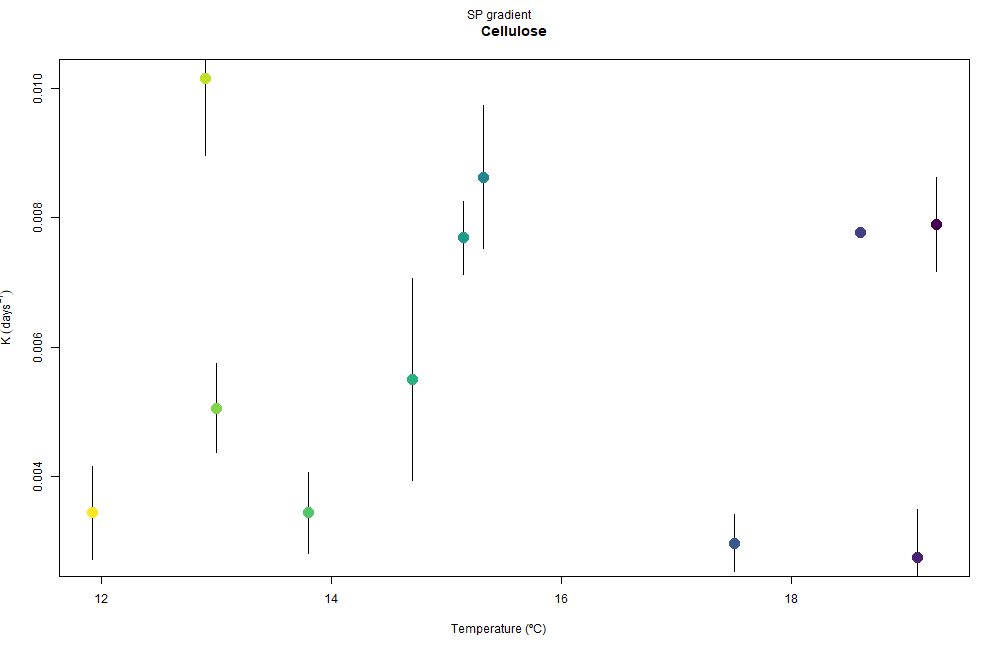 SP gradient
Cellulose
0.010
0.008
0.006
0.004
K (days⁻¹)
12 14 16 18
Temperature (ºC)